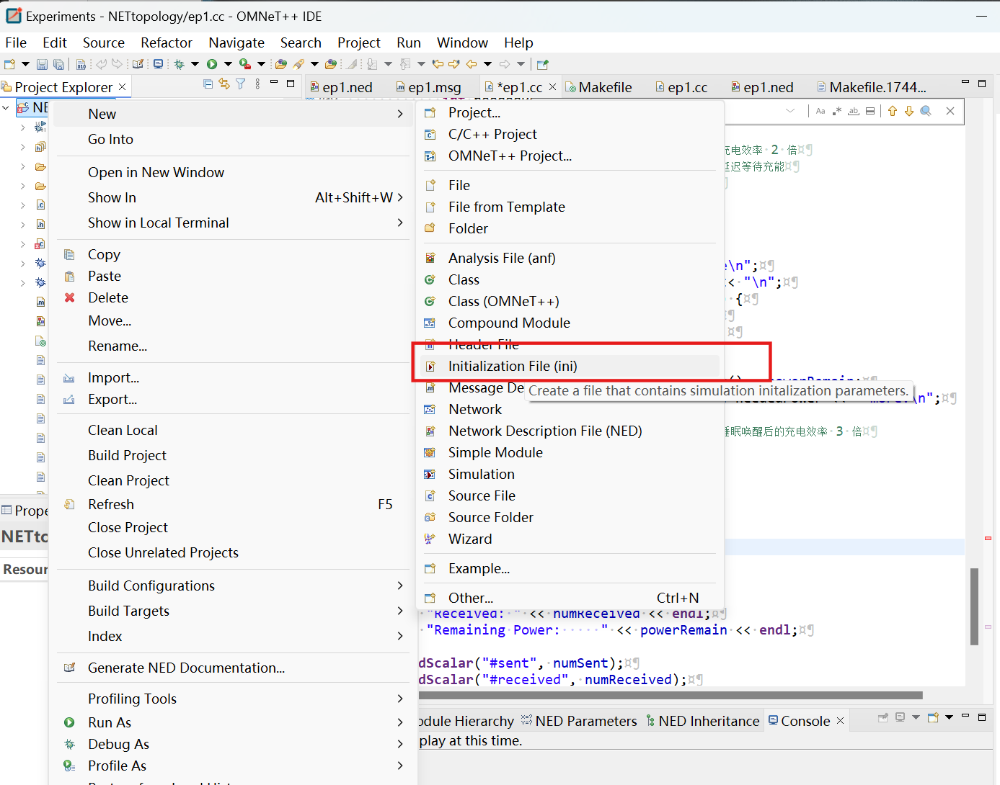 Experiments - NETtopology/ep1.cc - OMNeT++ IDE
File Edit Source Refactor Navigate Search Project Run Window Help
Project Explorer
ep1.ned
ep1.msg
*ep1.cc
Makefile
ep1.cc
ep1.ned
Makefile.1744...
NE
New
Go Into
Open in New Window
Show In Alt+Shift+W
Show in Local Terminal
Copy
Paste
Delete
Move...
Rename...
Import...
Export...
Clean Local
Build Project
Clean Project
Refresh F5
Close Project
Close Unrelated Projects
Build Configurations
Build Targets
Index
Generate NED Documentation...
Profiling Tools
Run As
Debug As
Profile As
Project...
C/C++ Project
OMNeT++ Project...
File
File from Template
Folder
Analysis File (anf)
Class
Class (OMNeT++)
Compound Module
Header File
Initialization File (ini)
Message De
Create a file that contains simulation initalization parameters.
Network
Network Description File (NED)
Simple Module
Simulation
Source File
Source Folder
Wizard
Example...
Other... Ctrl+N
充电效率 2 倍¤¶
延迟等待充能¤¶
\n";¤¶
< "\n";¤¶
{¤¶
¤¶
¤¶
\n";¤¶
睡眠唤醒后的充电效率 3 倍¤¶
"Received: " << numReceived << endl;¤¶
"Remaining Power:     " << powerRemain << endl;¤¶
dScalar("#sent", numSent);¤¶
dScalar("#received", numReceived);¤¶
Prope
NETtc
Resour
odule Hierarchy
NED Parameters
NED Inheritance
Console
play at this time.